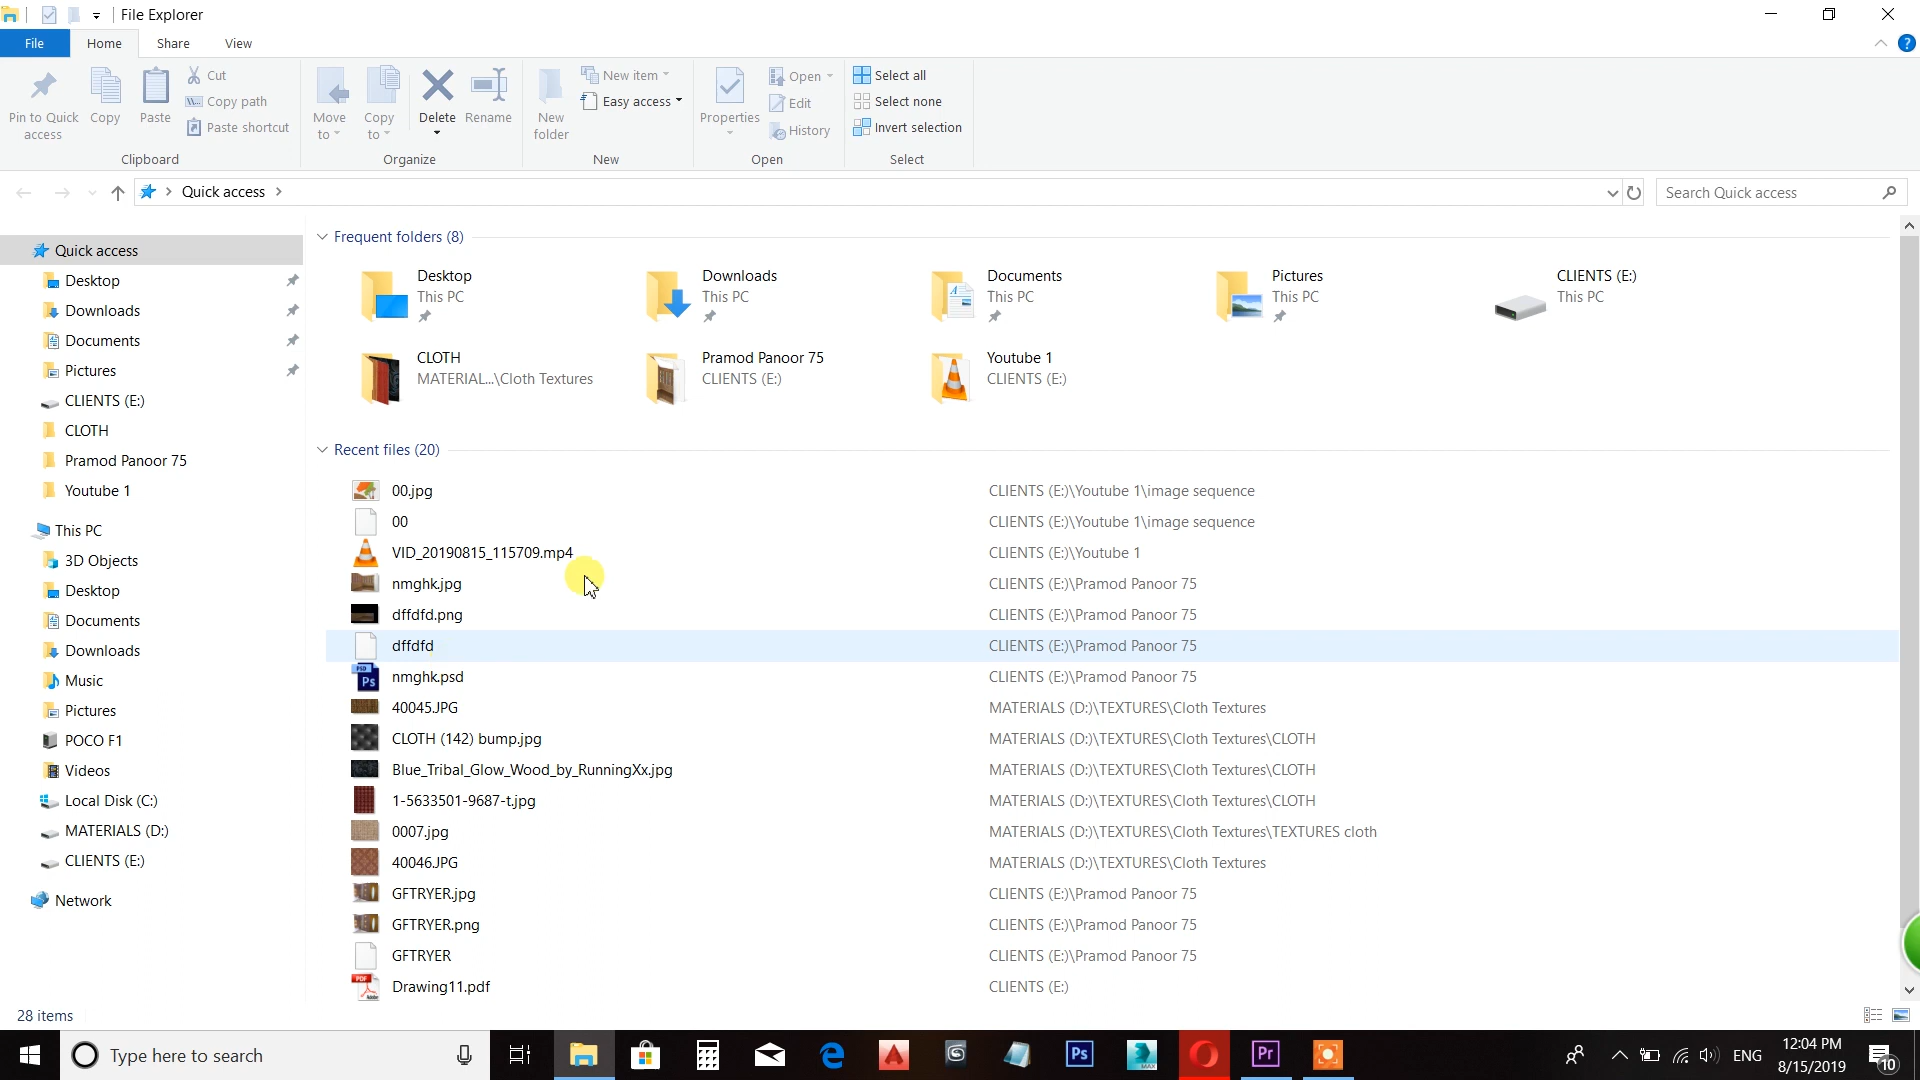 File Explorer
File Home Share View
Pin to Quick access
Copy
Paste
Cut
Copy path
Paste shortcut
Clipboard
Move to
Copy to
Delete
Rename
Organize
New folder
New item
Easy access
New
Properties
Open
Edit
History
Open
Select all
Select none
Invert selection
Select
Quick access
Search Quick access
Quick access
Desktop
Downloads
Documents
Pictures
CLIENTS (E:)
CLOTH
Pramod Panoor 75
Youtube 1
This PC
3D Objects
Desktop
Documents
Downloads
Music
Pictures
POCO F1
Videos
Local Disk (C:)
MATERIALS (D:)
CLIENTS (E:)
Network
Frequent folders (8)
Desktop
This PC
Downloads
This PC
Documents
This PC
Pictures
This PC
CLIENTS (E:)
This PC
CLOTH
MATERIAL...\Cloth Textures
Pramod Panoor 75
CLIENTS (E:)
Youtube 1
CLIENTS (E:)
Recent files (20)
00.jpg CLIENTS (E:)\Youtube 1\image sequence
00 CLIENTS (E:)\Youtube 1\image sequence
VID_20190815_115709.mp4 CLIENTS (E:)\Youtube 1
nmghk.jpg CLIENTS (E:)\Pramod Panoor 75
dffdfd.png CLIENTS (E:)\Pramod Panoor 75
dffdfd CLIENTS (E:)\Pramod Panoor 75
nmghk.psd CLIENTS (E:)\Pramod Panoor 75
40045.JPG MATERIALS (D:)\TEXTURES\Cloth Textures
CLOTH (142) bump.jpg MATERIALS (D:)\TEXTURES\Cloth Textures\CLOTH
Blue_Tribal_Glow_Wood_by_RunningXx.jpg MATERIALS (D:)\TEXTURES\Cloth Textures\CLOTH
1-5633501-9687-t.jpg MATERIALS (D:)\TEXTURES\Cloth Textures\CLOTH
0007.jpg MATERIALS (D:)\TEXTURES\Cloth Textures\TEXTURES cloth
40046.JPG MATERIALS (D:)\TEXTURES\Cloth Textures
GFTRYER.jpg CLIENTS (E:)\Pramod Panoor 75
GFTRYER.png CLIENTS (E:)\Pramod Panoor 75
GFTRYER CLIENTS (E:)\Pramod Panoor 75
Drawing11.pdf CLIENTS (E:)
28 items
Type here to search
Ps
MAX
Pr
ENG
12:04 PM
8/15/2019
10